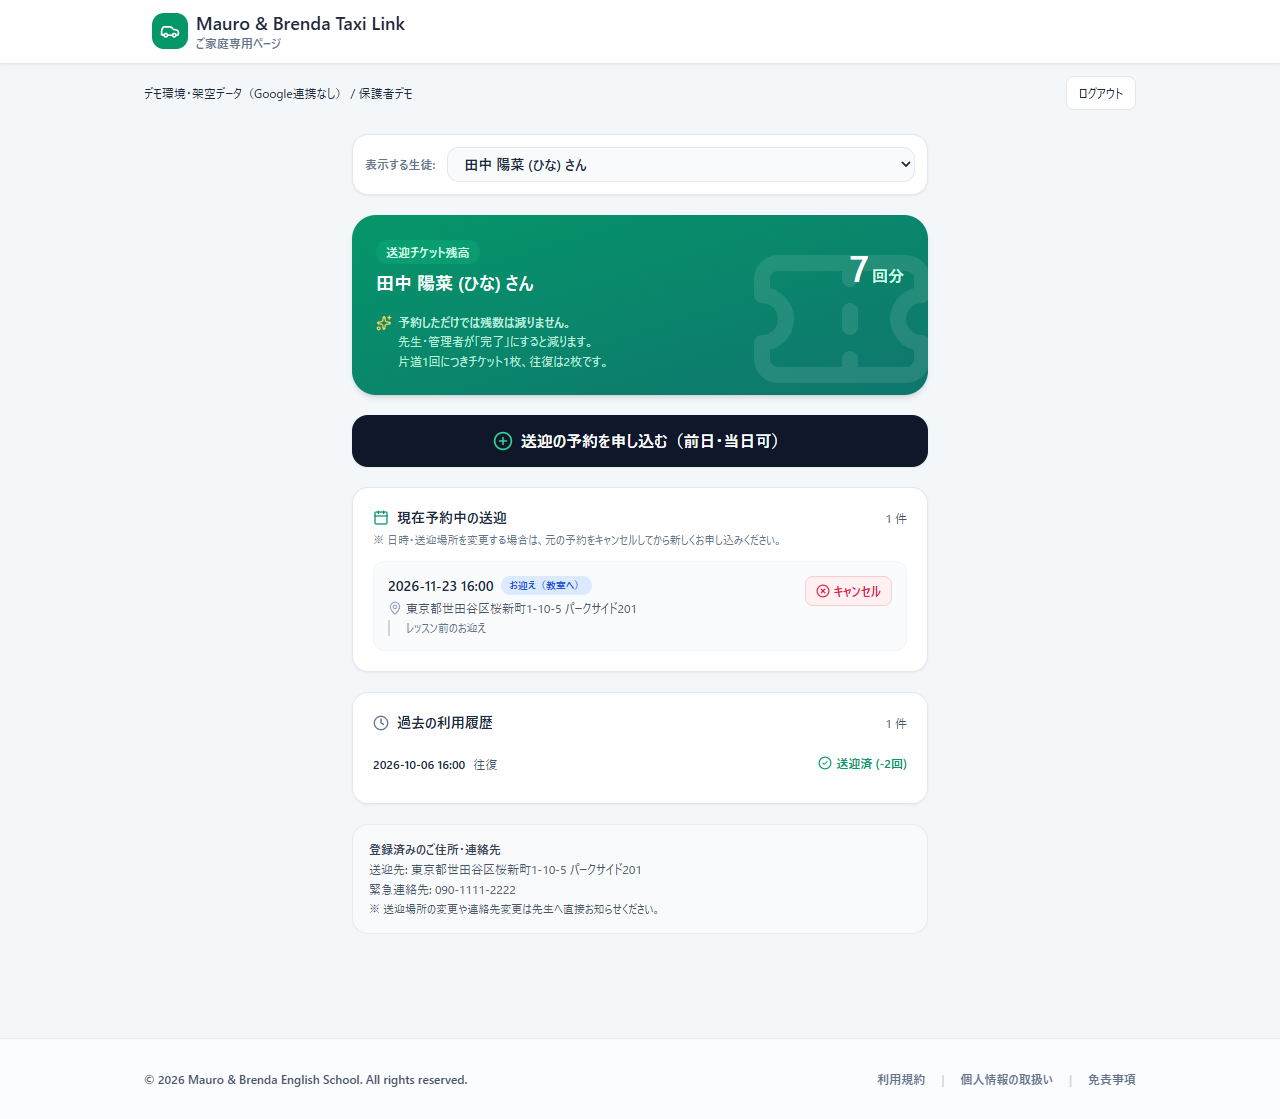 Mauro & Brenda Taxi Link
ご家庭専用ページ
デモ環境・架空データ（Google連携なし） / 保護者デモ
ログアウト
表示する生徒:
田中 陽菜 (ひな) さん
送迎チケット残高
田中 陽菜 (ひな) さん
7 回分
予約しただけでは残数は減りません。
先生・管理者が「完了」にすると減ります。
片道1回につきチケット1枚、往復は2枚です。
送迎の予約を申し込む（前日・当日可）
現在予約中の送迎
1 件
※ 日時・送迎場所を変更する場合は、元の予約をキャンセルしてから新しくお申し込みください。
2026-11-23 16:00 お迎え（教室へ）
キャンセル
東京都世田谷区桜新町1-10-5 パークサイド201
レッスン前のお迎え
過去の利用履歴
1 件
2026-10-06 16:00 往復
送迎済 (-2回)
登録済みのご住所・連絡先
送迎先: 東京都世田谷区桜新町1-10-5 パークサイド201
緊急連絡先: 090-1111-2222
※ 送迎場所の変更や連絡先変更は先生へ直接お知らせください。
© 2026 Mauro & Brenda English School. All rights reserved.
利用規約 | 個人情報の取扱い | 免責事項